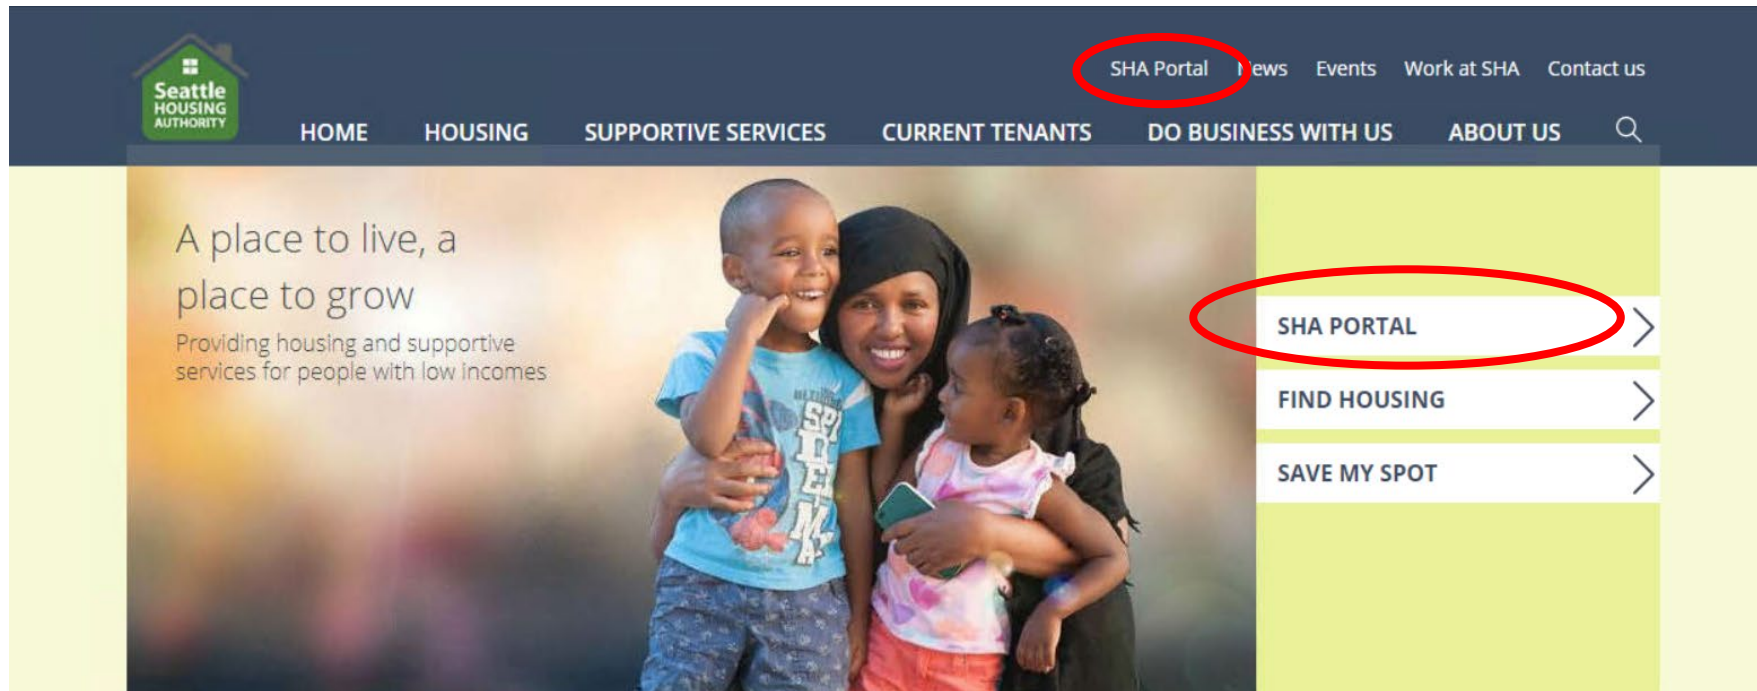 Seattle
HOUSING
AUTHORITY
SHA Portal News Events Work at SHA Contact us
HOME HOUSING SUPPORTIVE SERVICES CURRENT TENANTS DO BUSINESS WITH US ABOUT US
A place to live, a
place to grow
Providing housing and supportive
services for people with low incomes
SHA PORTAL
FIND HOUSING
SAVE MY SPOT